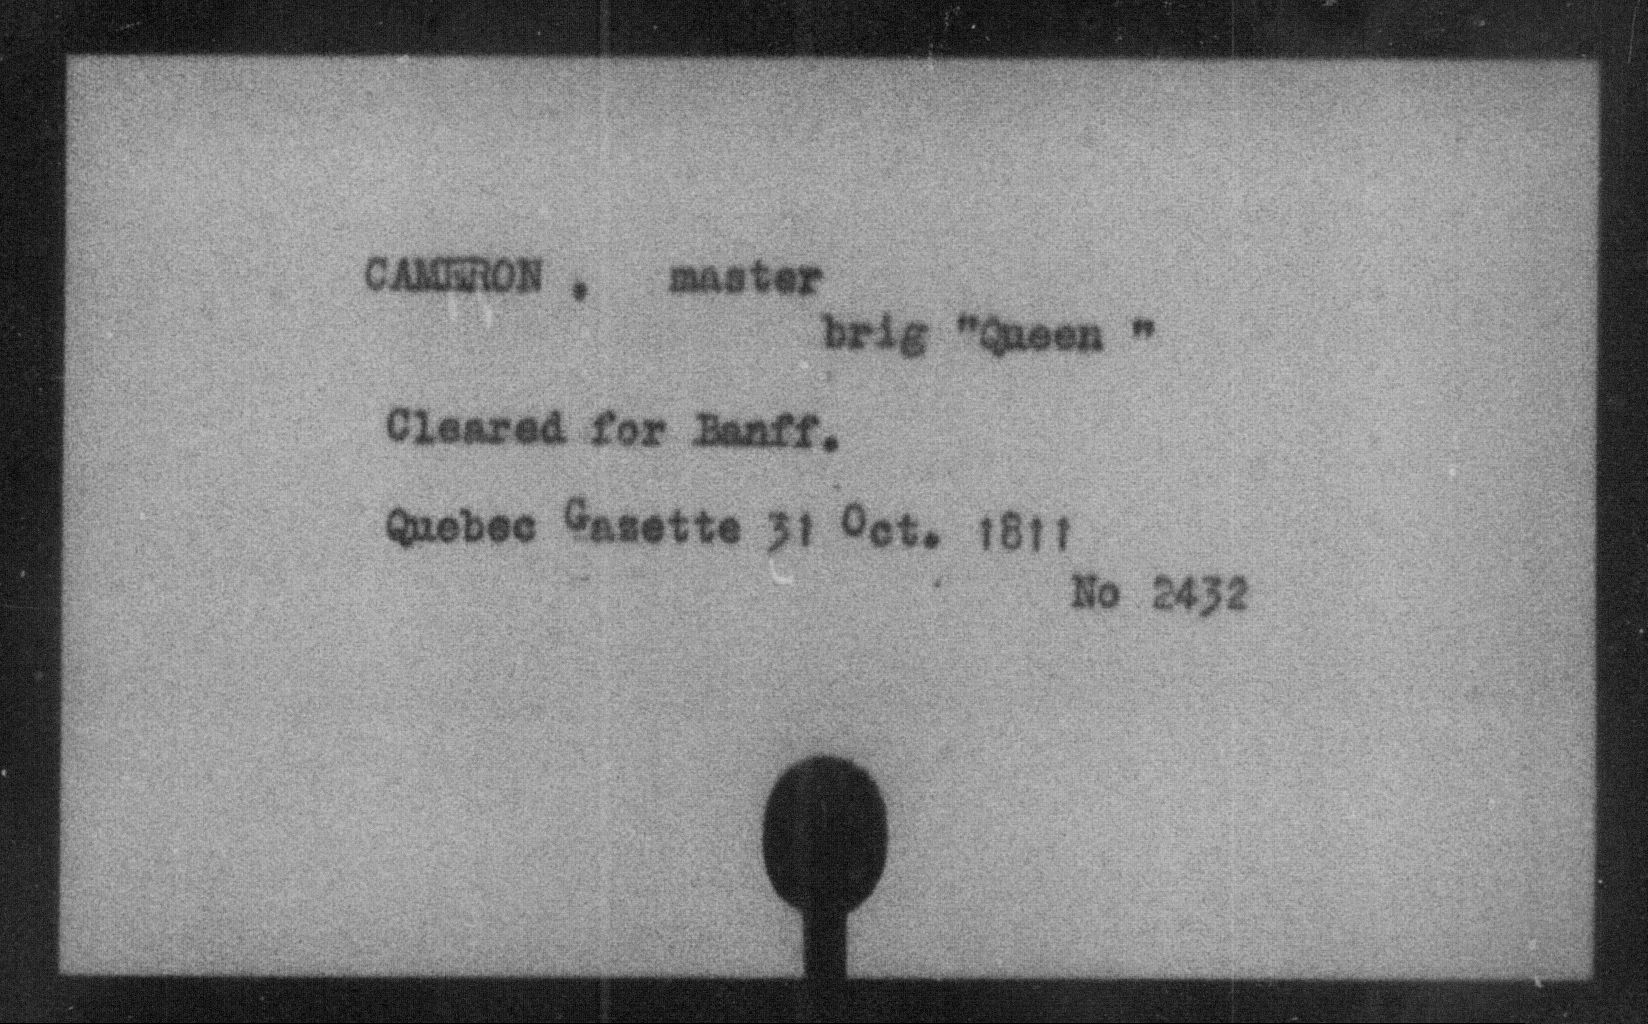 CAMERON . master
brig "Queen "
Cleared for Banff.
Quebec Gazette 31 Oct. 1811
No 2432